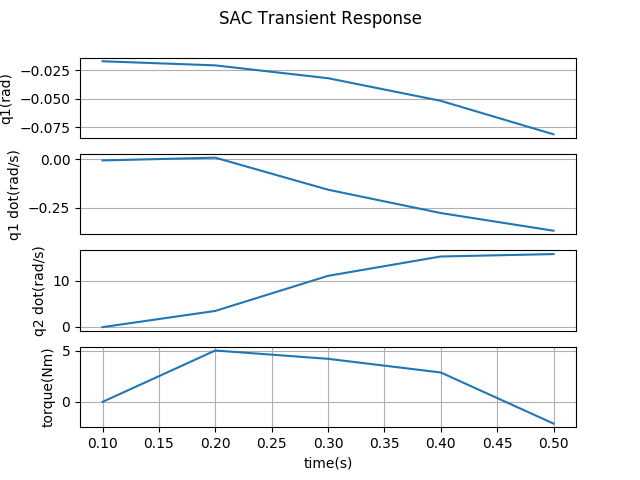 SAC Transient Response
−0.025
−0.050
−0.075
q1(rad)
0.00
−0.25
q1 dot(rad/s)
10
0
q2 dot(rad/s)
5
0
torque(Nm)
0.10 0.15 0.20 0.25 0.30 0.35 0.40 0.45 0.50
time(s)